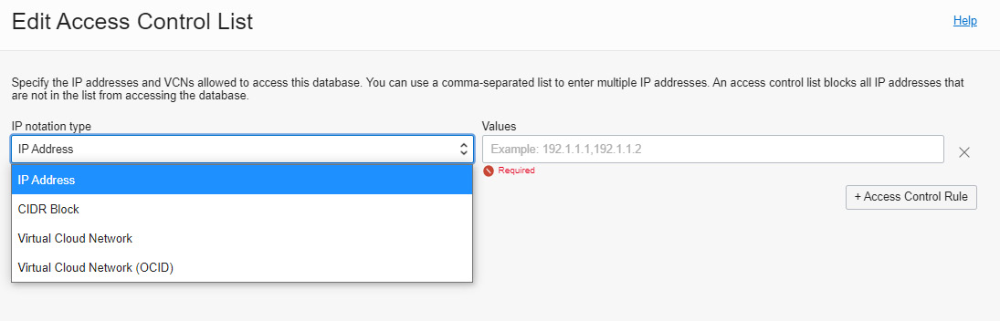 Edit Access Control List
Help
Specify the IP addresses and VCNs allowed to access this database. You can use a comma-separated list to enter multiple IP addresses. An access control list blocks all IP addresses that
are not in the list from accessing the database.
IP notation type
Values
IP Address
Example: 192.1.1.1,192.1.1.2
Required
IP Address
CIDR Block
Virtual Cloud Network
Virtual Cloud Network (OCID)
+ Access Control Rule